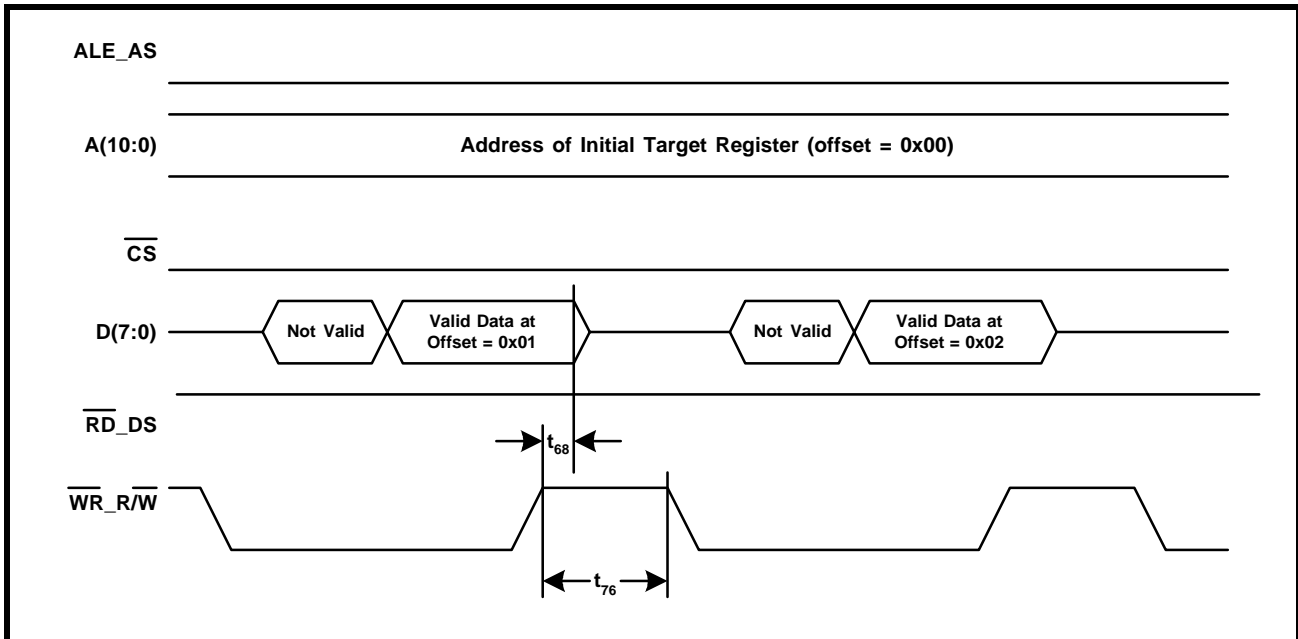 ALE_AS
A(10:0)
Address of Initial Target Register (offset = 0x00)
CS
D(7:0)
Not Valid
Valid Data at
Offset = 0x01
Not Valid
Valid Data at
Offset = 0x02
RD_DS
t68
WR_R/W
t76